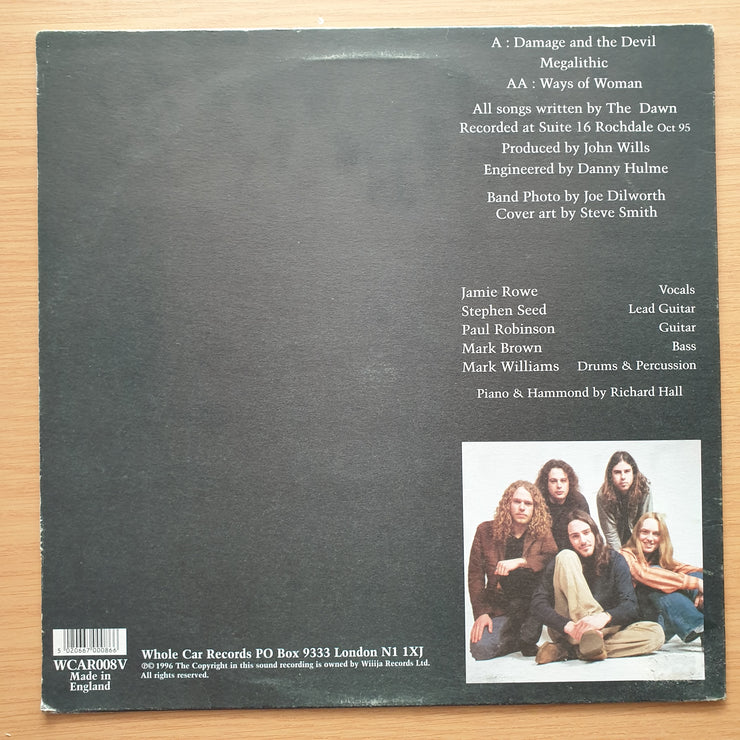 A : Damage and the Devil
Megalithic
AA : Ways of Woman
All songs written by The Dawn
Recorded at Suite 16 Rochdale Oct 95
Produced by John Wills
Engineered by Danny Hulme
Band Photo by Joe Dilworth
Cover art by Steve Smith
Jamie Rowe Vocals
Stephen Seed Lead Guitar
Paul Robinson Guitar
Mark Brown Bass
Mark Williams Drums & Percussion
Piano & Hammond by Richard Hall
5 020667 000866
WCAR008V
Made in
England
Whole Car Records PO Box 9333 London N1 1XJ
℗© 1996 The Copyright in this sound recording is owned by Wiiija Records Ltd.
All rights reserved.